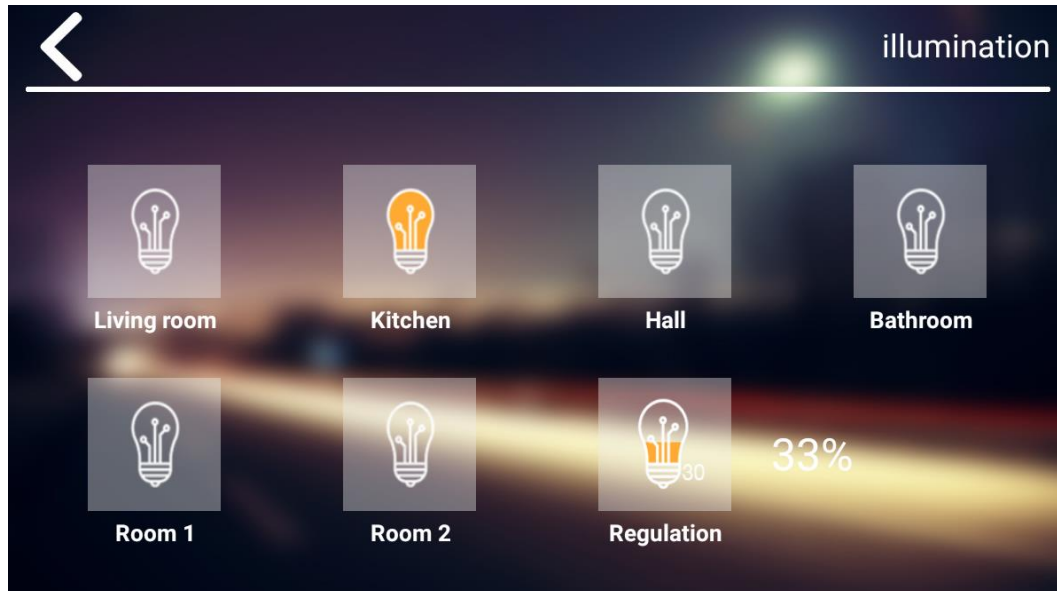 illumination
Living room
Kitchen
Hall
Bathroom
30
33%
Room 1
Room 2
Regulation